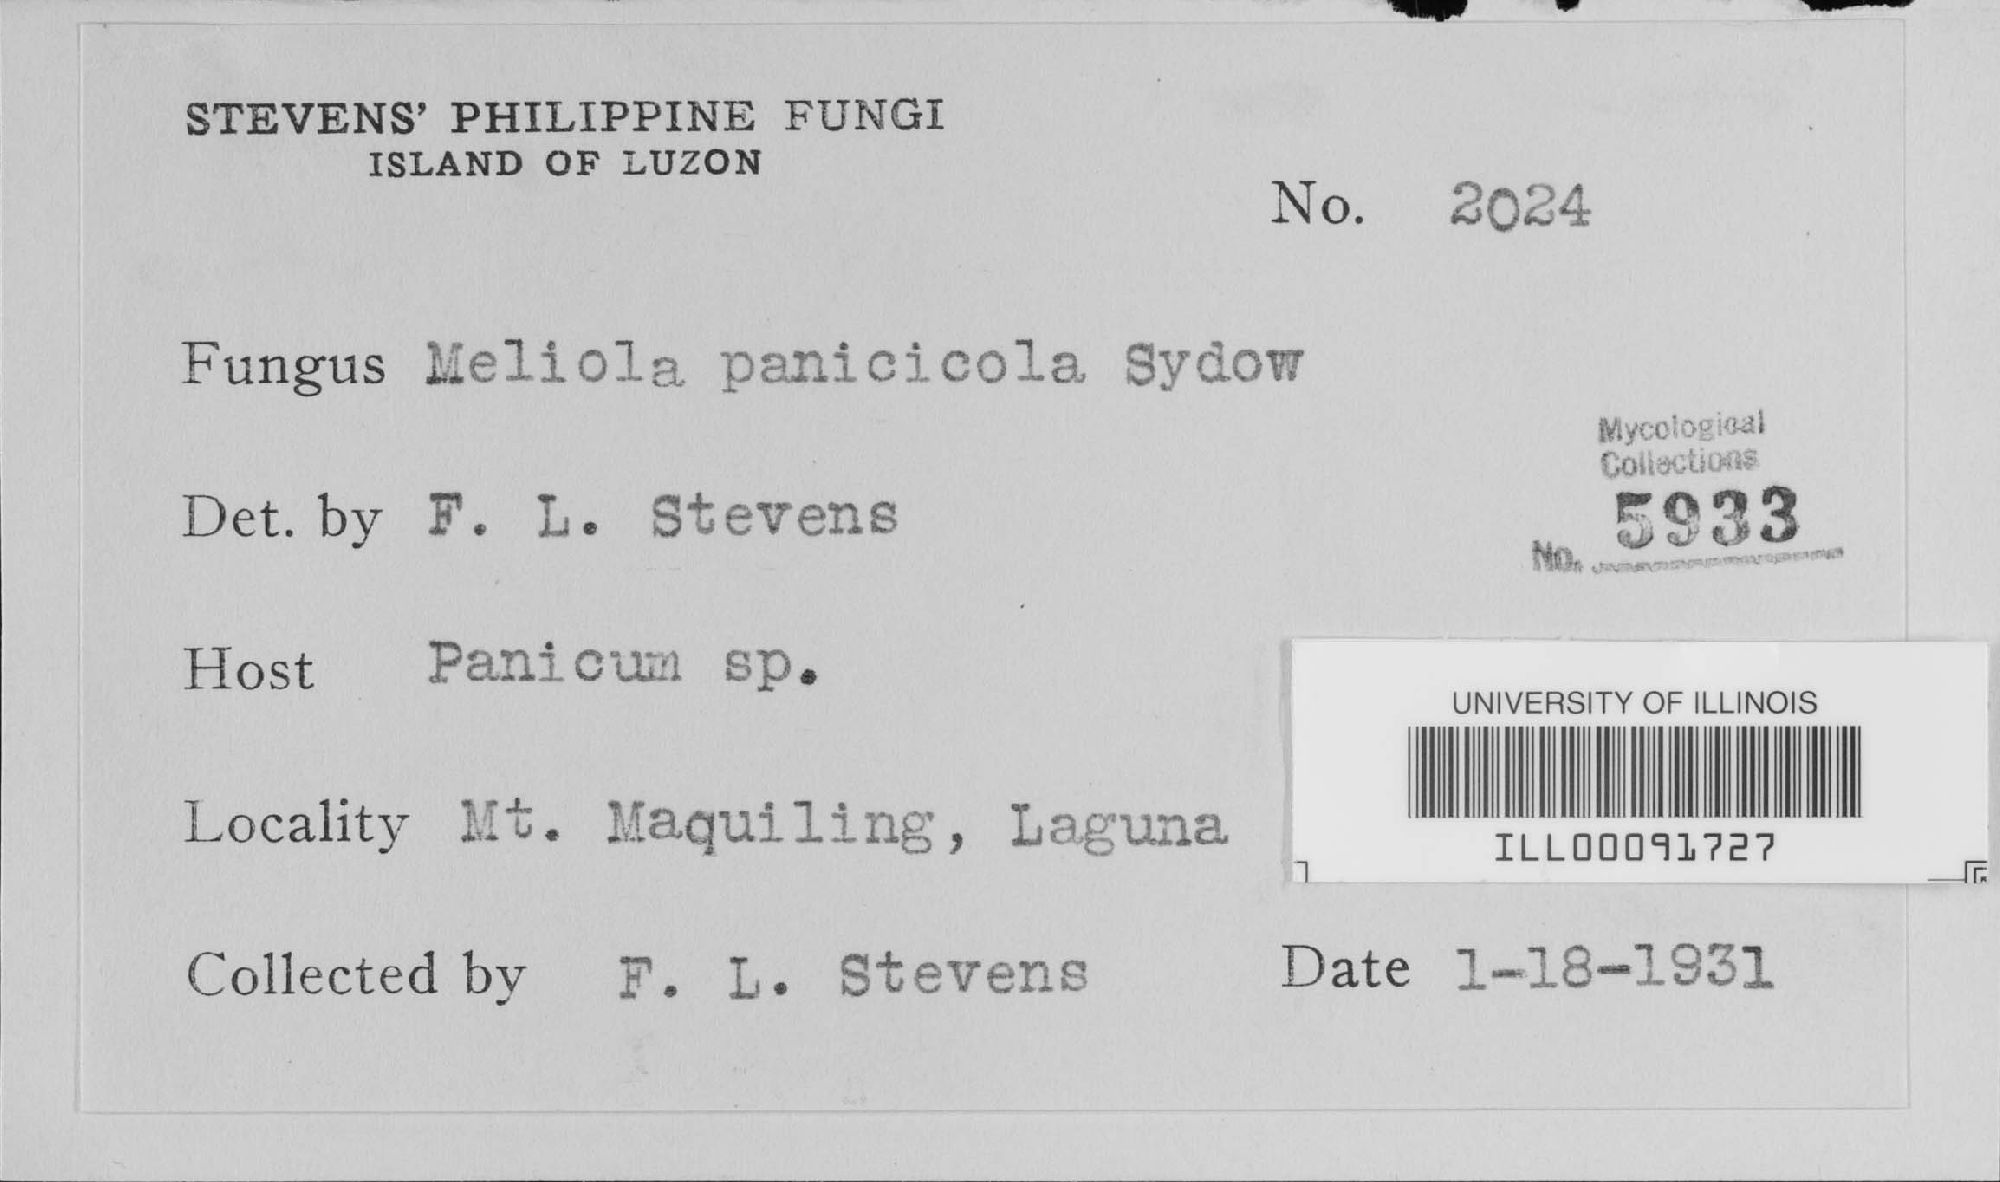 STEVENS' PHILIPPINE FUNGI
ISLAND OF LUZON
No. 2024
Fungus Meliola panicicola Sydow
Mycological
Collections
No. 5933
Det. by F. L. Stevens
Host Panicum sp.
UNIVERSITY OF ILLINOIS
ILL00091727
Locality Mt. Maquiling, Laguna
Collected by F. L. Stevens Date 1-18-1931